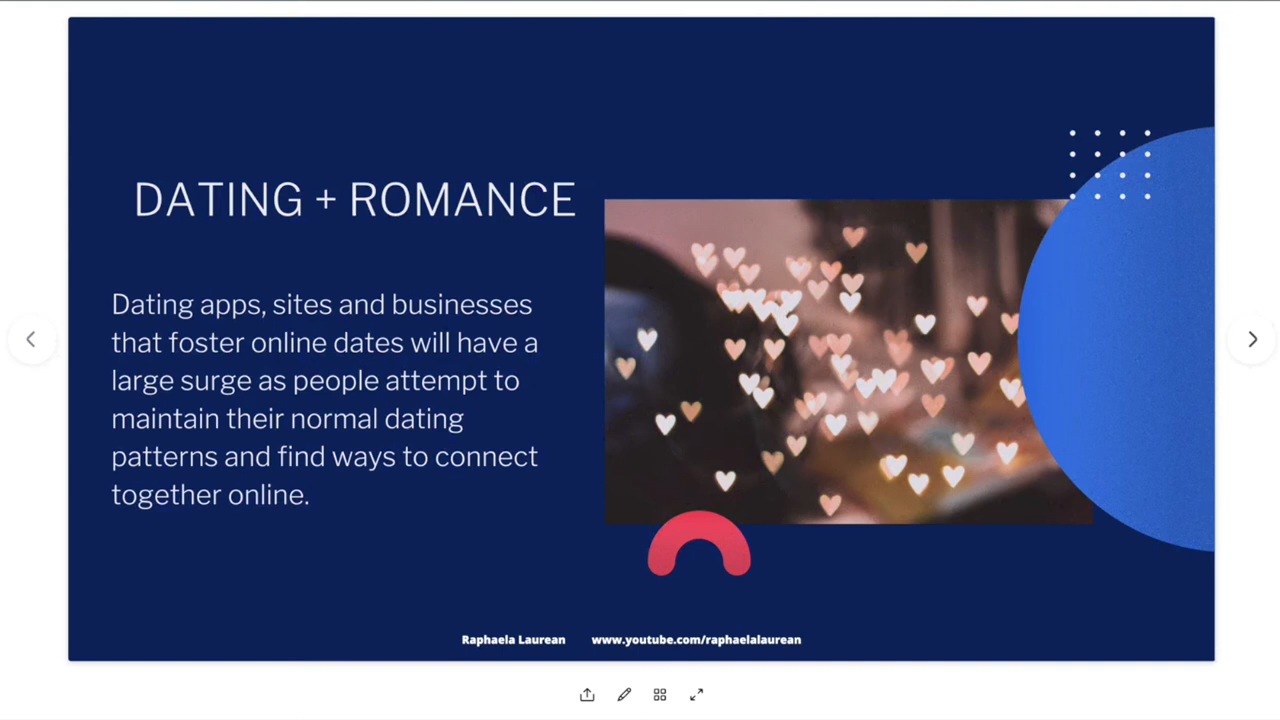 DATING + ROMANCE
Dating apps, sites and businesses
that foster online dates will have a
large surge as people attempt to
maintain their normal dating
patterns and find ways to connect
together online.
Raphaela Laurean www.youtube.com/raphaelalaurean